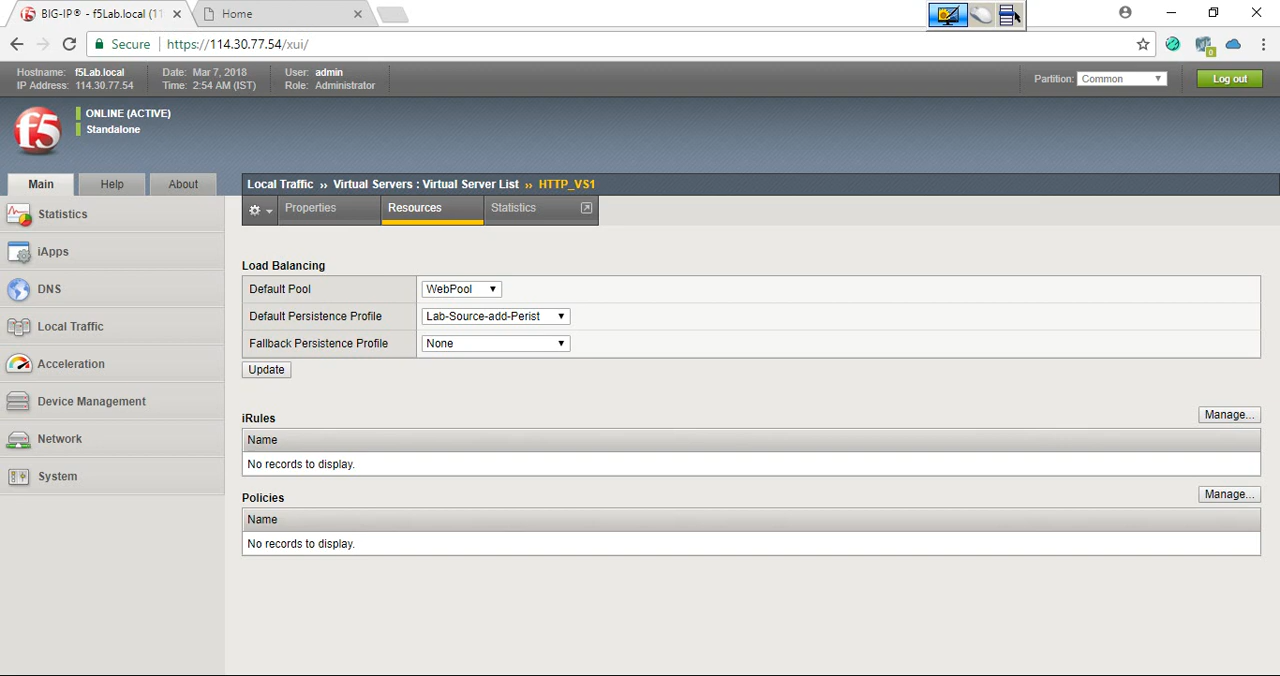 BIG-IP® - f5Lab.local (11
Home
Secure
https://114.30.77.54/xui/
0
Hostname: f5Lab.local
IP Address: 114.30.77.54
Date: Mar 7, 2018
Time: 2:54 AM (IST)
User: admin
Role: Administrator
Partition: Common
Log out
f5
ONLINE (ACTIVE)
Standalone
Main
Help
About
Local Traffic ›› Virtual Servers : Virtual Server List ›› HTTP_VS1
Properties
Resources
Statistics
Statistics
iApps
DNS
Local Traffic
Acceleration
Device Management
Network
System
Load Balancing
Default Pool
WebPool
Default Persistence Profile
Lab-Source-add-Perist
Fallback Persistence Profile
None
Update
iRules
Manage...
Name
No records to display.
Policies
Manage...
Name
No records to display.